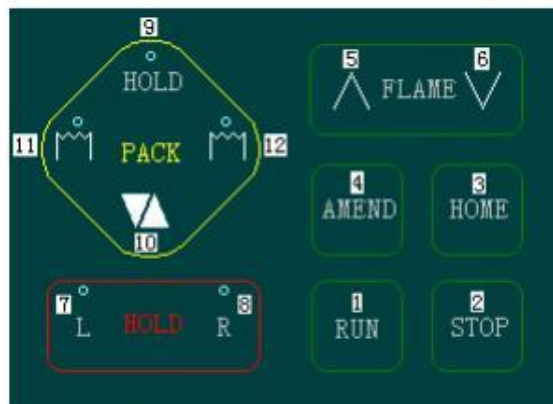 9
5
6
HOLD
FLAME
11
PACK
12
4
3
AMEND
HOME
10
7
8
1
2
L
HOLD
R
RUN
STOP